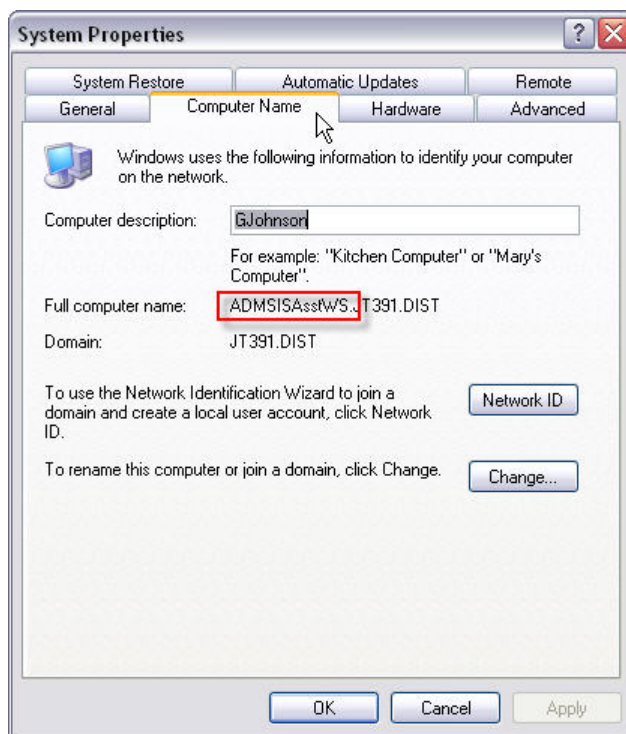 System Properties
System Restore
Automatic Updates
Remote
General
Computer Name
Hardware
Advanced
Windows uses the following information to identify your computer
on the network.
Computer description:
GJohnson
For example: "Kitchen Computer" or "Mary's
Computer".
Full computer name:
ADMSISAsstWS.JT391.DIST
Domain:
JT391.DIST
To use the Network Identification Wizard to join a
domain and create a local user account, click Network
ID.
Network ID
To rename this computer or join a domain, click Change.
Change...
OK
Cancel
Apply